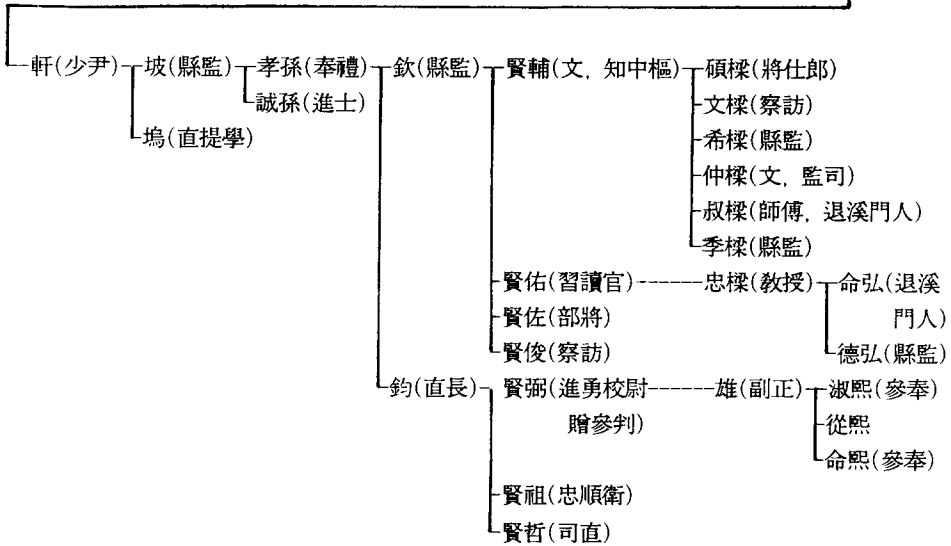 軒(少尹) 坡(縣監) 孝孫(奉禮) 欽(縣監) 賢輔(文, 知中樞) 碩樑(將仕郎)
誠孫(進士) 文樑(察訪)
塢(直提學) 希樑(縣監)
仲樑(文, 監司)
叔樑(師傅, 退溪門人)
季樑(縣監)
賢佑(習讀官) 忠樑(敎授) 命弘(退溪
賢佐(部將) 門人)
賢俊(察訪) 德弘(縣監)
鈞(直長) 賢弼(進勇校尉 雄(副正) 淑熙(參奉)
贈參判) 從熙
命熙(參奉)
賢祖(忠順衛)
賢哲(司直)